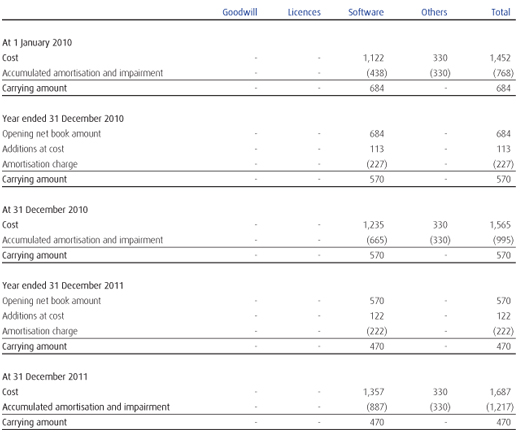 Goodwill Licences Software Others Total
At 1 January 2010
Cost - - 1,122 330 1,452
Accumulated amortisation and impairment - - (438) (330) (768)
Carrying amount - - 684 - 684
Year ended 31 December 2010
Opening net book amount - - 684 - 684
Additions at cost - - 113 - 113
Amortisation charge - - (227) - (227)
Carrying amount - - 570 - 570
At 31 December 2010
Cost - - 1,235 330 1,565
Accumulated amortisation and impairment - - (665) (330) (995)
Carrying amount - - 570 - 570
Year ended 31 December 2011
Opening net book amount - - 570 - 570
Additions at cost - - 122 - 122
Amortisation charge - - (222) - (222)
Carrying amount - - 470 - 470
At 31 December 2011
Cost - - 1,357 330 1,687
Accumulated amortisation and impairment - - (887) (330) (1,217)
Carrying amount - - 470 - 470